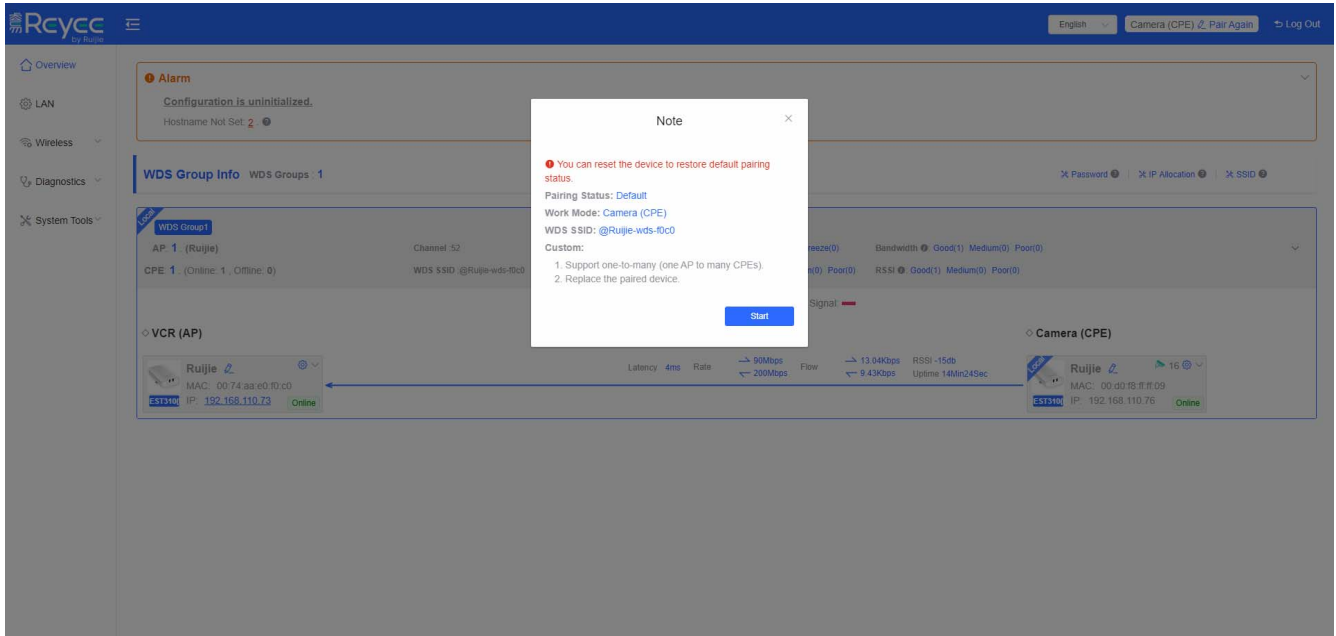 Reyee
by Ruijie
English
Camera (CPE) Pair Again
Log Out
Overview
LAN
Wireless
Diagnostics
System Tools
Alarm
Configuration is uninitialized.
Hostname Not Set: 2 .
WDS Group Info WDS Groups : 1
Password
IP Allocation
SSID
Local
WDS Group1
AP 1 . (Ruijie)
Channel :52
reeze(0)
Bandwidth : Good(1) Medium(0) Poor(0)
CPE 1 . (Online: 1 , Offline: 0)
WDS SSID :@Ruijie-wds-f0c0
m(0) Poor(0)
RSSI : Good(1) Medium(0) Poor(0)
Signal:
Note
You can reset the device to restore default pairing
status.
Pairing Status: Default
Work Mode: Camera (CPE)
WDS SSID: @Ruijie-wds-f0c0
Custom:
1. Support one-to-many (one AP to many CPEs).
2. Replace the paired device.
Start
VCR (AP)
Camera (CPE)
Ruijie
MAC: 00:74:aa:e0:f0:c0
EST310
IP: 192.168.110.73
Online
Latency 4ms Rate
90Mbps
200Mbps
Flow
13.04Kbps
9.43Kbps
RSSI -15db
Uptime 14Min24Sec
Local
Ruijie
16
MAC: 00:d0:f8:ff:ff:09
EST310
IP: 192.168.110.76
Online